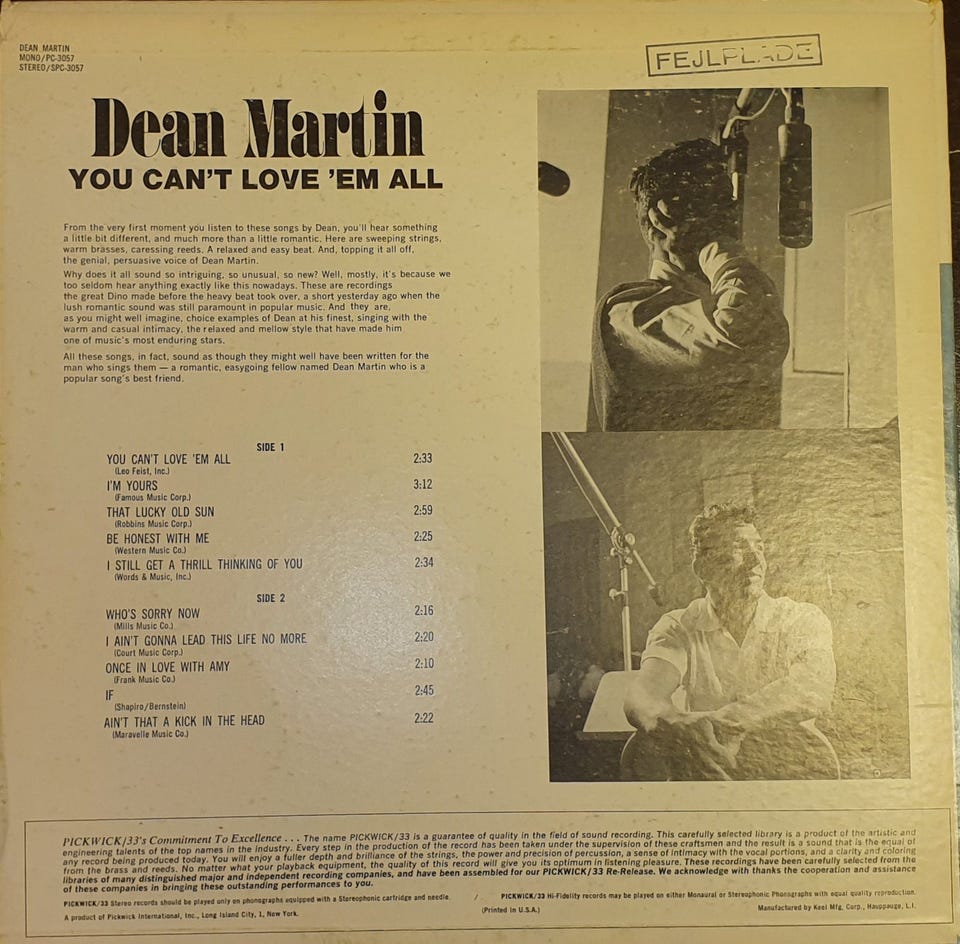 DEAN MARTIN
MONO/PC-3057
STEREO/SPC-3057
FEJLPLADE
Dean Martin
YOU CAN'T LOVE 'EM ALL
From the very first moment you listen to these songs by Dean, you'll hear something
a little bit different, and much more than a little romantic. Here are sweeping strings,
warm brasses, caressing reeds. A relaxed and easy beat. And, topping it all off,
the genial, persuasive voice of Dean Martin.
Why does it all sound so intriguing, so unusual, so new? Well, mostly, it's because we
too seldom hear anything exactly like this nowadays. These are recordings
the great Dino made before the heavy beat took over, a short yesterday ago when the
lush romantic sound was still paramount in popular music. And they are,
as you might well imagine, choice examples of Dean at his finest, singing with the
warm and casual intimacy, the relaxed and mellow style that have made him
one of music's most enduring stars.
All these songs, in fact, sound as though they might well have been written for the
man who sings them — a romantic, easygoing fellow named Dean Martin who is a
popular song's best friend.
SIDE 1
YOU CAN'T LOVE 'EM ALL 2:33
(Leo Feist, Inc.)
I'M YOURS 3:12
(Famous Music Corp.)
THAT LUCKY OLD SUN 2:59
(Robbins Music Corp.)
BE HONEST WITH ME 2:25
(Western Music Co.)
I STILL GET A THRILL THINKING OF YOU 2:34
(Words & Music, Inc.)
SIDE 2
WHO'S SORRY NOW 2:16
(Mills Music Co.)
I AIN'T GONNA LEAD THIS LIFE NO MORE 2:20
(Court Music Corp.)
ONCE IN LOVE WITH AMY 2:10
(Frank Music Co.)
IF 2:45
(Shapiro/Bernstein)
AIN'T THAT A KICK IN THE HEAD 2:22
(Maravelle Music Co.)
PICKWICK/33's Commitment To Excellence . . . The name PICKWICK/33 is a guarantee of quality in the field of sound recording. This carefully selected library is a product of the artistic and
engineering talents of the top names in the industry. Every step in the production of the record has been taken under the supervision of these craftsmen and the result is a sound that is the equal of
any record being produced today. You will enjoy a fuller depth and brilliance of the strings, the power and precision of percussion, a sense of intimacy with the vocal portions, and a clarity and coloring
from the brass and reeds. No matter what your playback equipment, the quality of this record will give you its optimum in listening pleasure. These recordings have been carefully selected from the
libraries of many distinguished major and independent recording companies, and have been assembled for our PICKWICK/33 Re-Release. We acknowledge with thanks the cooperation and assistance
of these companies in bringing these outstanding performances to you.
PICKWICK/33 Stereo records should be played only on phonographs equipped with a Stereophonic cartridge and needle. / PICKWICK/33 Hi-Fidelity records may be played on either Monaural or Stereophonic Phonographs with equal quality reproduction.
A product of Pickwick International, Inc., Long Island City, 1, New York. (Printed in U.S.A.) Manufactured by Keel Mfg. Corp., Hauppauge, L.I.